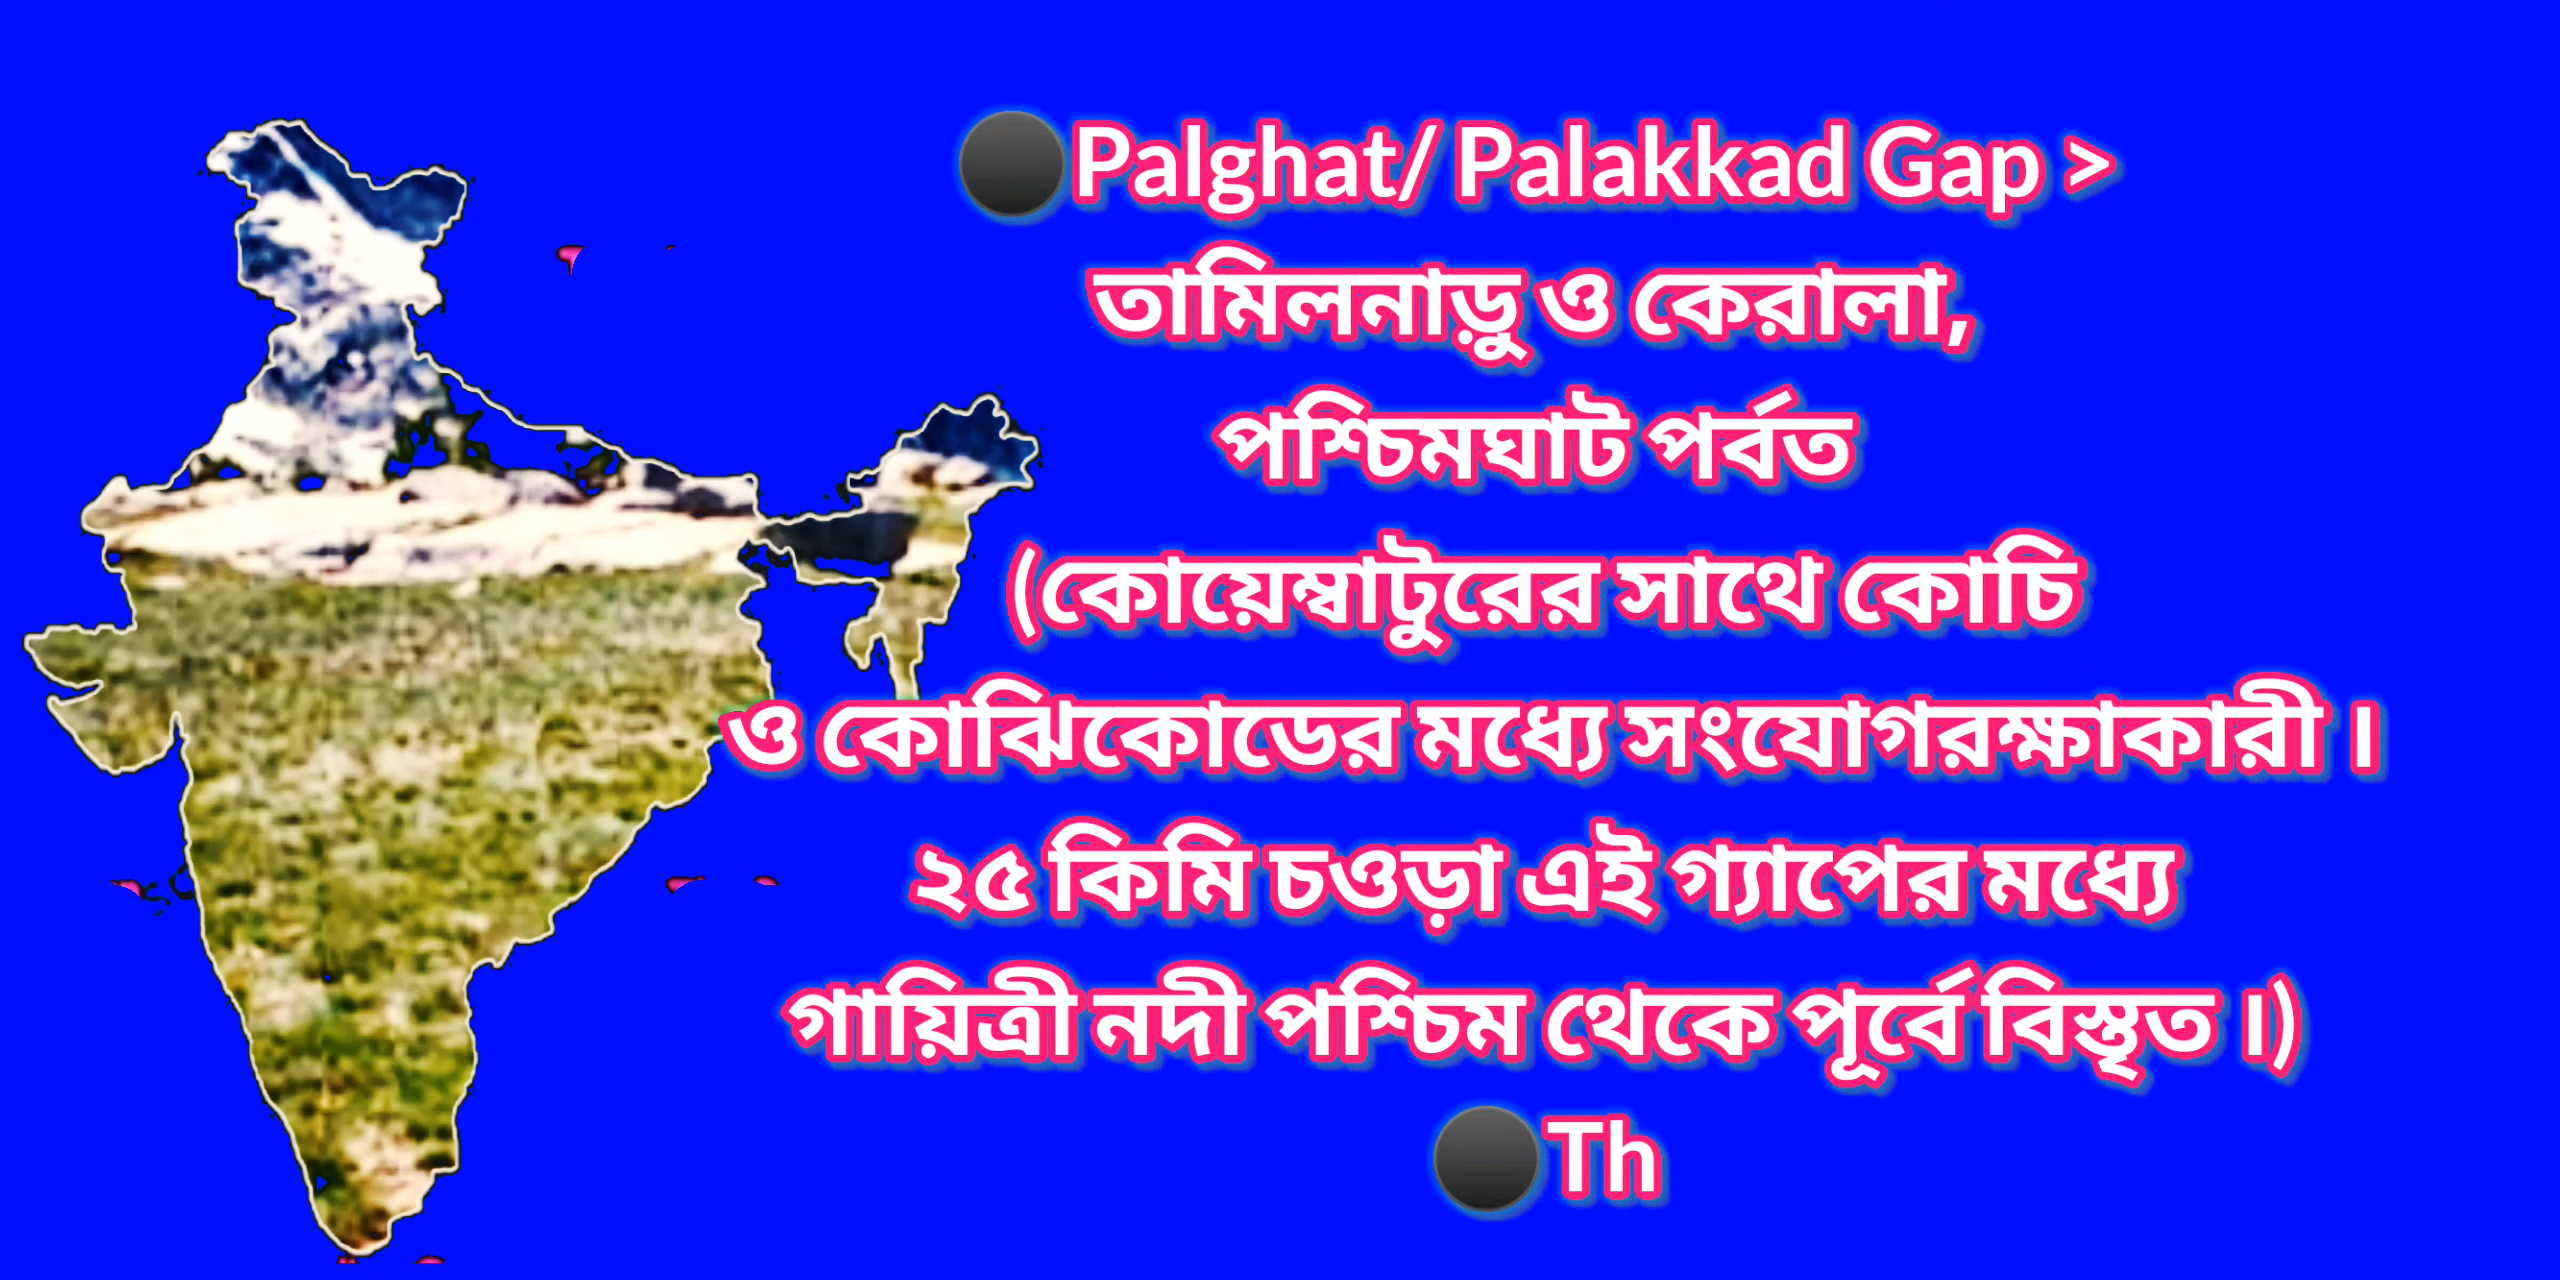 ⚫Palghat/ Palakkad Gap >
তামিলনাড়ু ও কেরালা,
পশ্চিমঘাট পর্বত
(কোয়েম্বাটুরের সাথে কোচি
ও কোঝিকোডের মধ্যে সংযোগরক্ষাকারী ।
২৫ কিমি চওড়া এই গ্যাপের মধ্যে
গায়িত্রী নদী পশ্চিম থেকে পূর্বে বিস্তৃত ।)
⚫Th